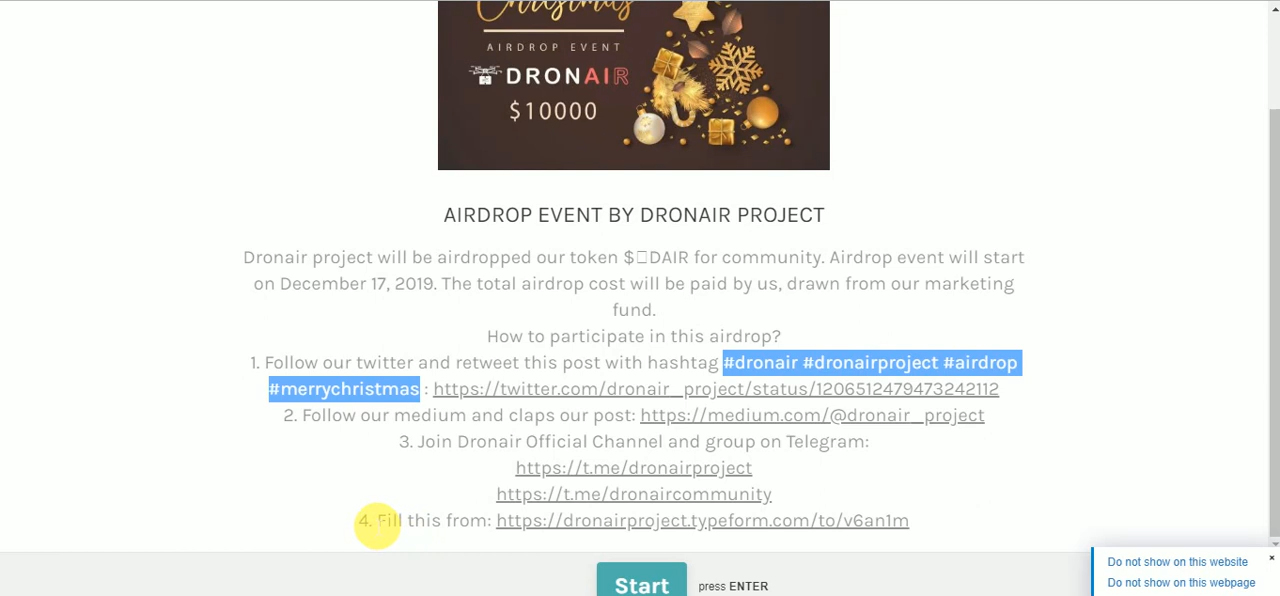 Christmas
AIRDROP EVENT
DRONAIR
$10000
AIRDROP EVENT BY DRONAIR PROJECT
Dronair project will be airdropped our token $□DAIR for community. Airdrop event will start
on December 17, 2019. The total airdrop cost will be paid by us, drawn from our marketing
fund.
How to participate in this airdrop?
1. Follow our twitter and retweet this post with hashtag #dronair #dronairproject #airdrop
#merrychristmas : https://twitter.com/dronair_project/status/1206512479473242112
2. Follow our medium and claps our post: https://medium.com/@dronair_project
3. Join Dronair Official Channel and group on Telegram:
https://t.me/dronairproject
https://t.me/dronaircommunity
4. Fill this from: https://dronairproject.typeform.com/to/v6an1m
Start press ENTER
Do not show on this website
Do not show on this webpage